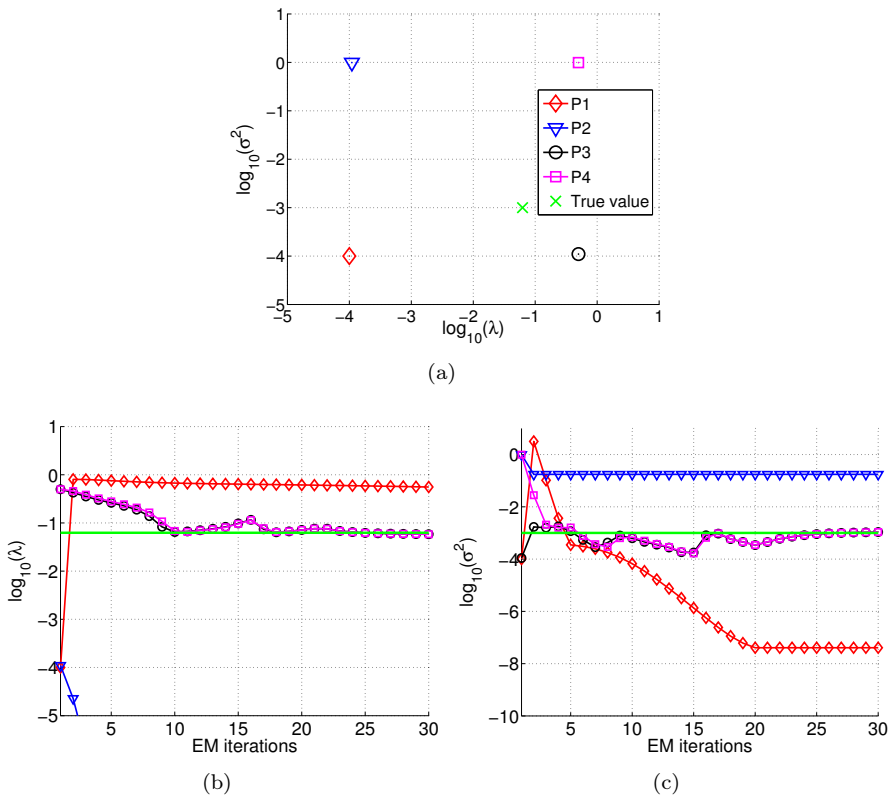 1
0
−1
−2
−3
−4
−5
log10(σ2)
−5 −4 −3 −2 −1 0 1
log10(λ)
P1
P2
P3
P4
True value
(a)
1
0
−1
−2
−3
−4
−5
log10(λ)
5 10 15 20 25 30
EM iterations
(b)
0
−2
−4
−6
−8
−10
log10(σ2)
5 10 15 20 25 30
EM iterations
(c)